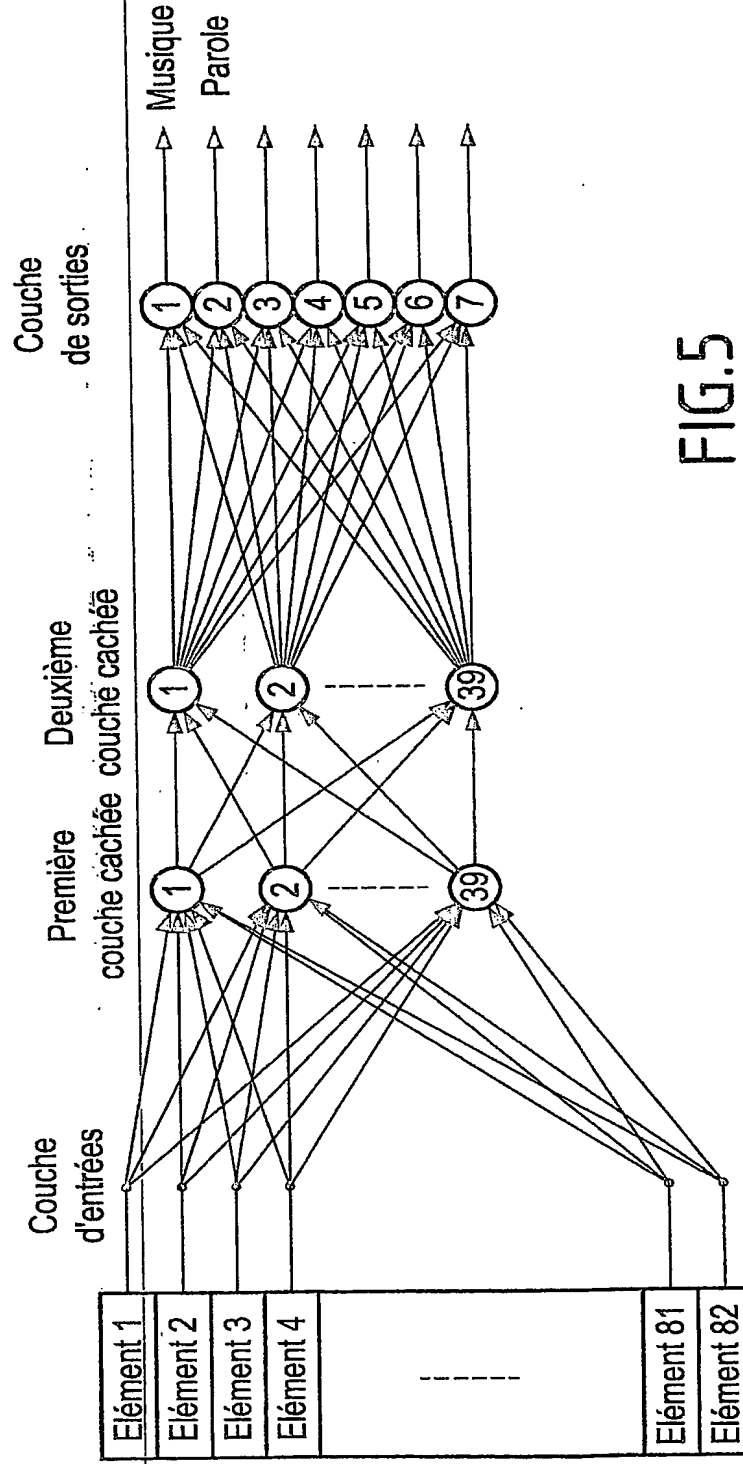 Couche
d'entrées
Première
couche cachée
Deuxième
couche cachée
Couche
de sorties
Elément 1
Elément 2
Elément 3
Elément 4
Elément 81
Elément 82
1
2
39
1
2
39
1
2
3
4
5
6
7
Musique
Parole
FIG.5